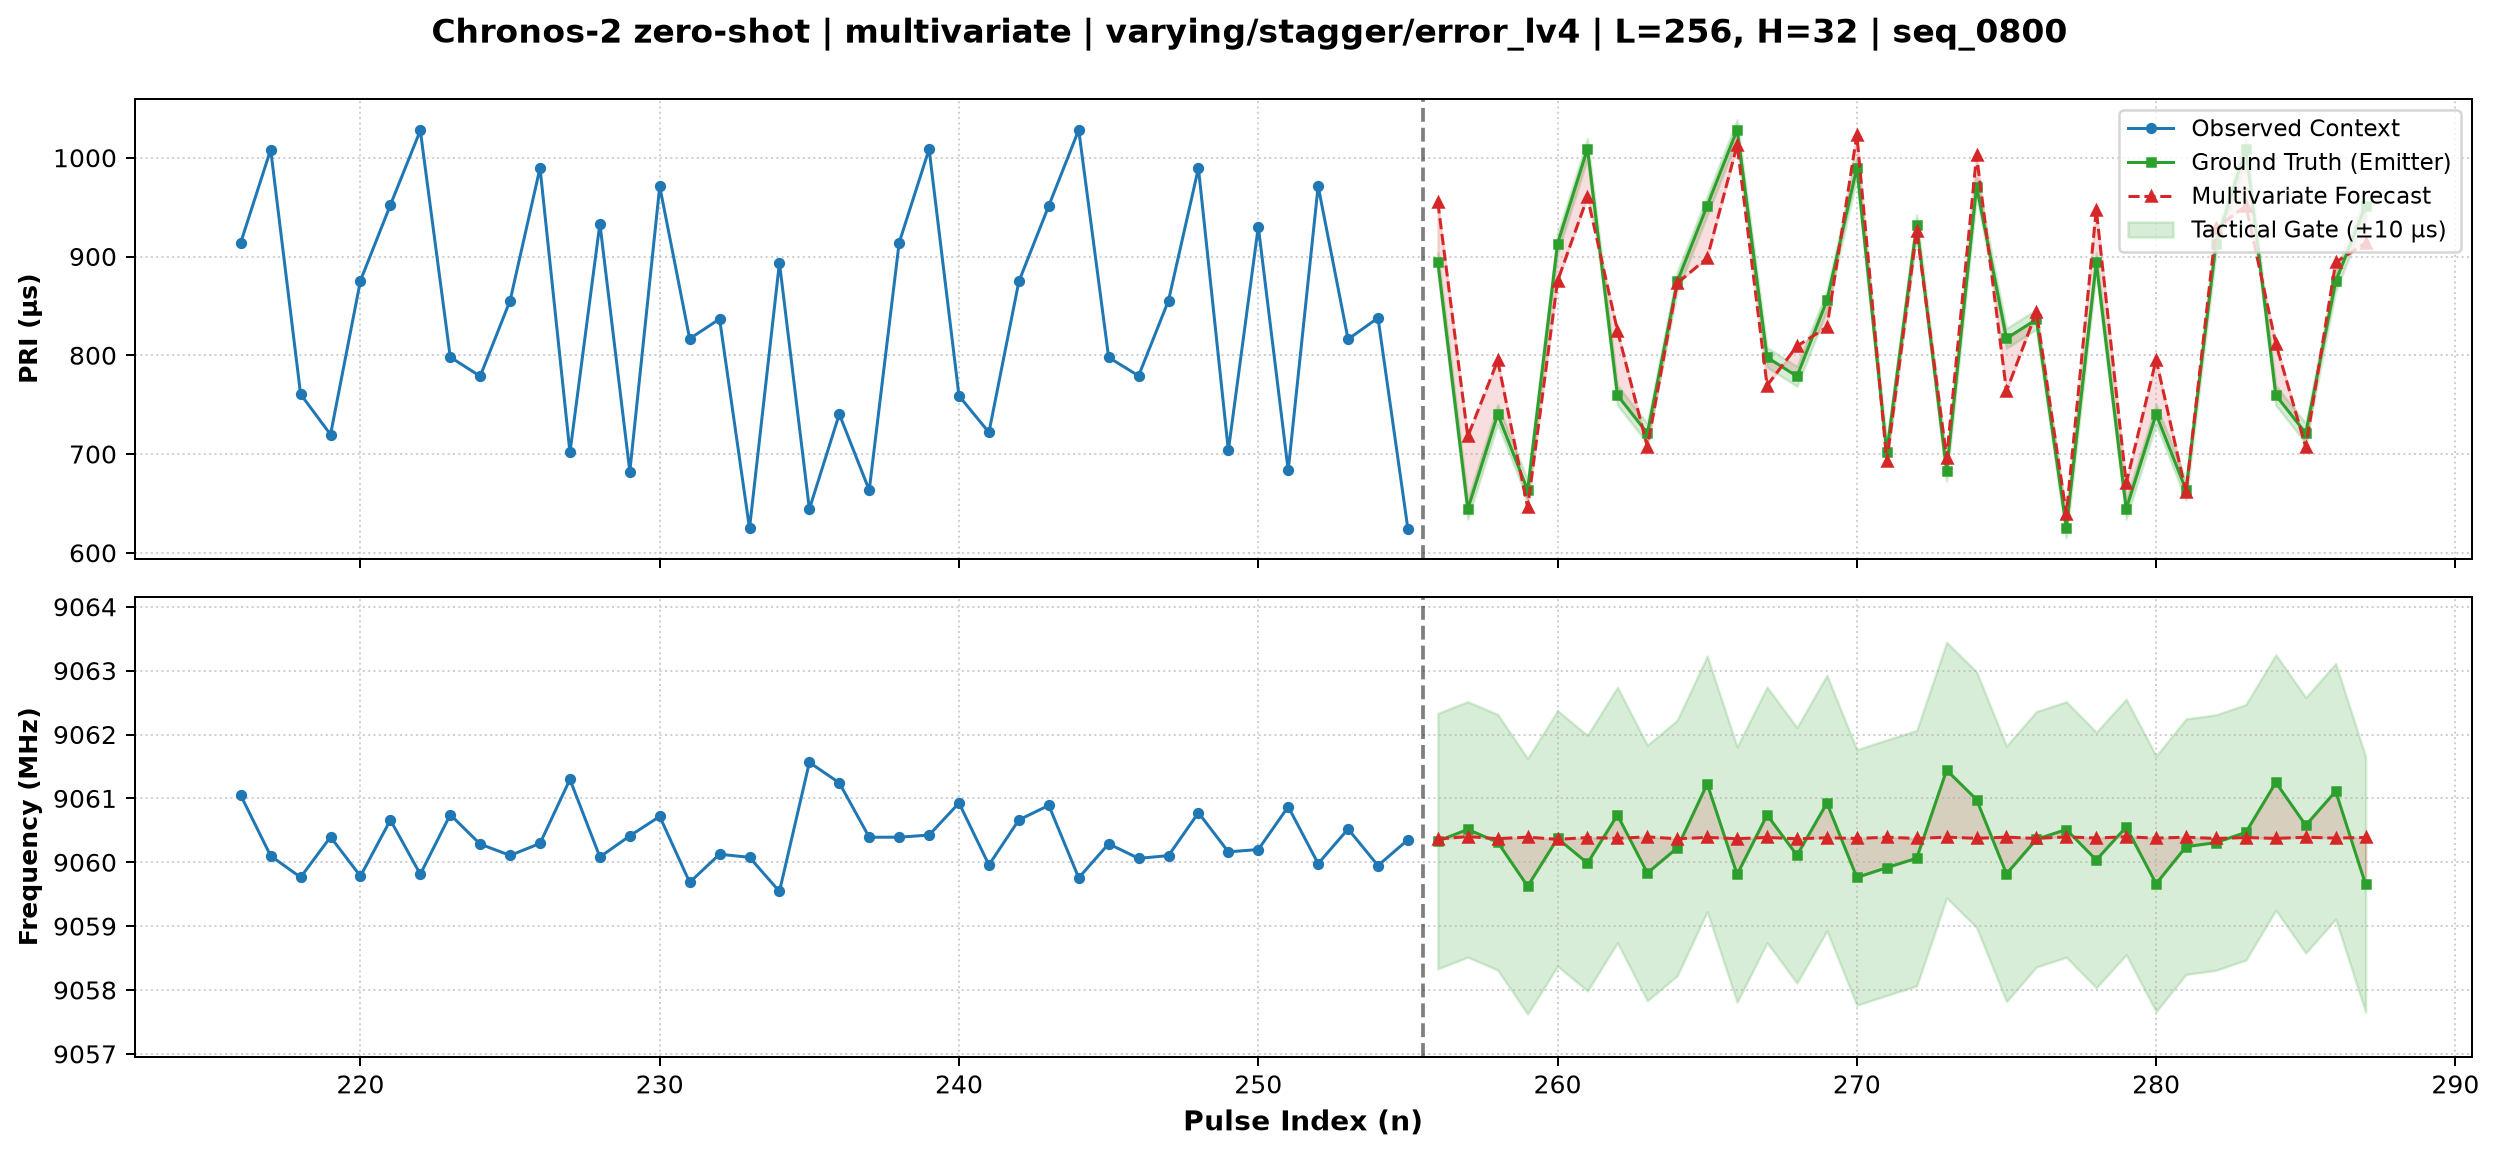 Chronos-2 zero-shot | multivariate | varying/stagger/error_lv4 | L=256, H=32 | seq_0800
PRI (µs)
1000
900
800
700
600
Observed Context
Ground Truth (Emitter)
Multivariate Forecast
Tactical Gate (±10 µs)
Frequency (MHz)
9064
9063
9062
9061
9060
9059
9058
9057
220
230
240
250
260
270
280
290
Pulse Index (n)